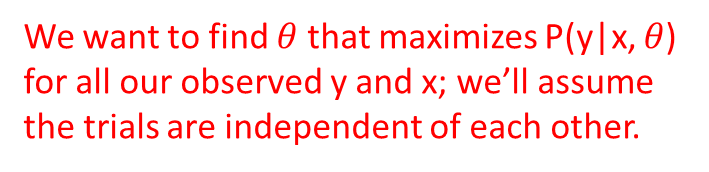 We want to find 𝜃 that maximizes P(y|x, 𝜃)
for all our observed y and x; we’ll assume
the trials are independent of each other.